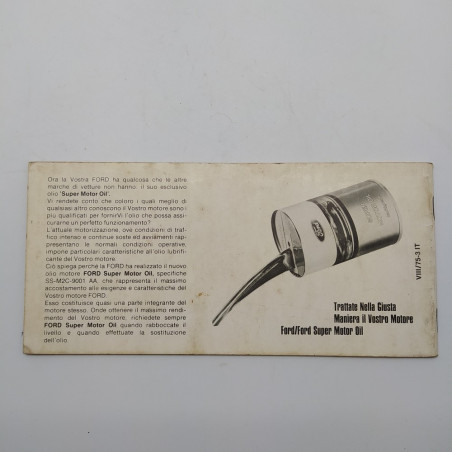 Ora la Vostra FORD ha qualcosa che le altre
marche di vetture non hanno: il suo esclusivo
olio 'Super Motor Oil'.
Vi rendete conto che coloro i quali meglio di
qualsiasi altro conoscono il Vostro motore sono i
più qualificati per fornirVi l'olio che possa assi-
curarne un perfetto funzionamento?
L'attuale motorizzazione, ove condizioni di traf-
fico intenso e continue soste ed avviamenti rap-
presentano le normali condizioni operative,
impone particolari caratteristiche all'olio lubrifi-
cante del Vostro motore.
Ciò spiega perchè la FORD ha realizzato il nuovo
olio motore FORD Super Motor Oil, specifiche
SS-M2C-9001 AA, che rappresenta il massimo
accostamento alle esigenze e caratteristiche del
Vostro motore FORD.
Esso costituisce quasi una parte integrante del
motore stesso. Onde ottenere il massimo rendi-
mento del Vostro motore, richiedete sempre
FORD Super Motor Oil quando rabboccate il
livello e quando effettuate la sostituzione
dell'olio.
Ford
Trattate Nella Giusta
Maniera il Vostro Motore
Ford/Ford Super Motor Oil
VIII/75-3 IT